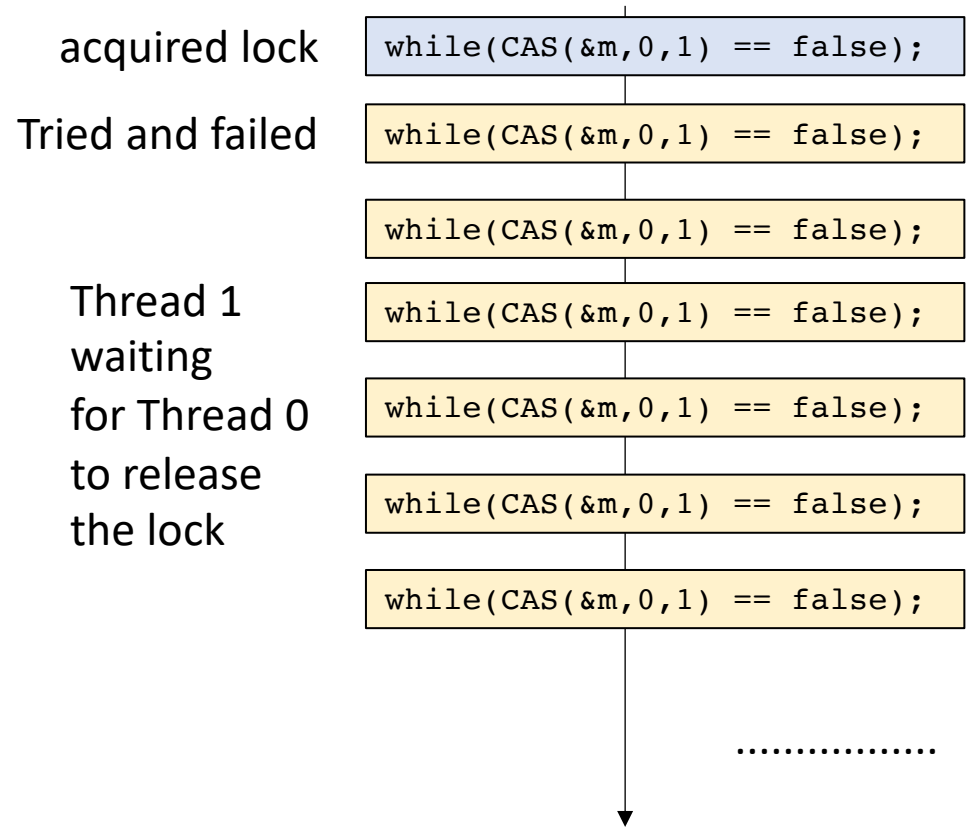 acquired lock
while(CAS(&m,0,1) == false);
Tried and failed
while(CAS(&m,0,1) == false);
while(CAS(&m,0,1) == false);
Thread 1
waiting
for Thread 0
to release
the lock
while(CAS(&m,0,1) == false);
while(CAS(&m,0,1) == false);
while(CAS(&m,0,1) == false);
while(CAS(&m,0,1) == false);
.................